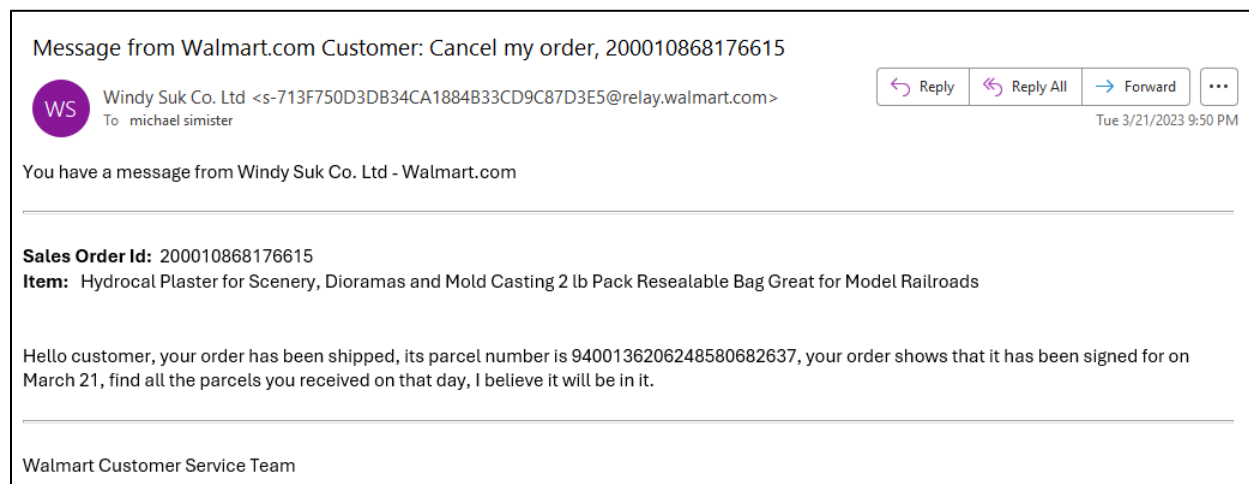 Message from Walmart.com Customer: Cancel my order, 200010868176615
WS
Windy Suk Co. Ltd <s-713F750D3DB34CA1884B33CD9C87D3E5@relay.walmart.com>
To michael simister
Reply
Reply All
Forward
Tue 3/21/2023 9:50 PM
You have a message from Windy Suk Co. Ltd - Walmart.com
Sales Order Id: 200010868176615
Item: Hydrocal Plaster for Scenery, Dioramas and Mold Casting 2 lb Pack Resealable Bag Great for Model Railroads
Hello customer, your order has been shipped, its parcel number is 9400136206248580682637, your order shows that it has been signed for on
March 21, find all the parcels you received on that day, I believe it will be in it.
Walmart Customer Service Team